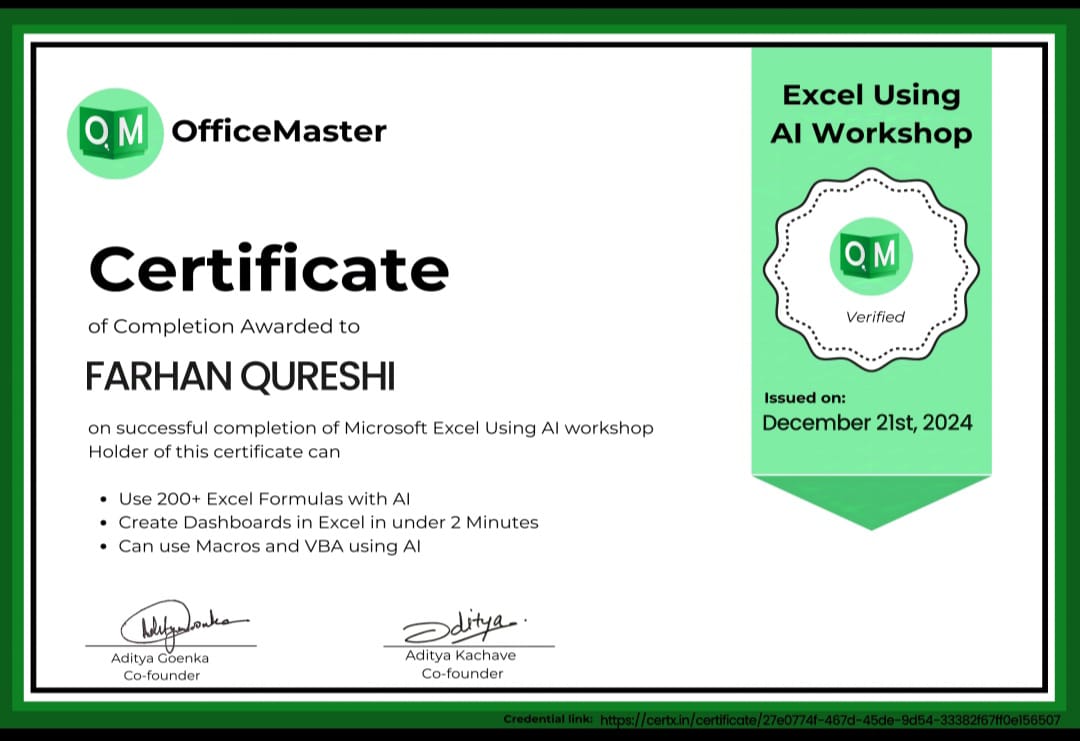 OM OfficeMaster
Certificate
of Completion Awarded to
FARHAN QURESHI
on successful completion of Microsoft Excel Using AI workshop
Holder of this certificate can
• Use 200+ Excel Formulas with AI
• Create Dashboards in Excel in under 2 Minutes
• Can use Macros and VBA using AI
Aditya Goenka
Co-founder
Aditya.
Aditya Kachave
Co-founder
Excel Using
AI Workshop
OM
Verified
Issued on:
December 21st, 2024
Credential link: https://certx.in/certificate/27e0774f-467d-45de-9d54-33382f67ff0e156507